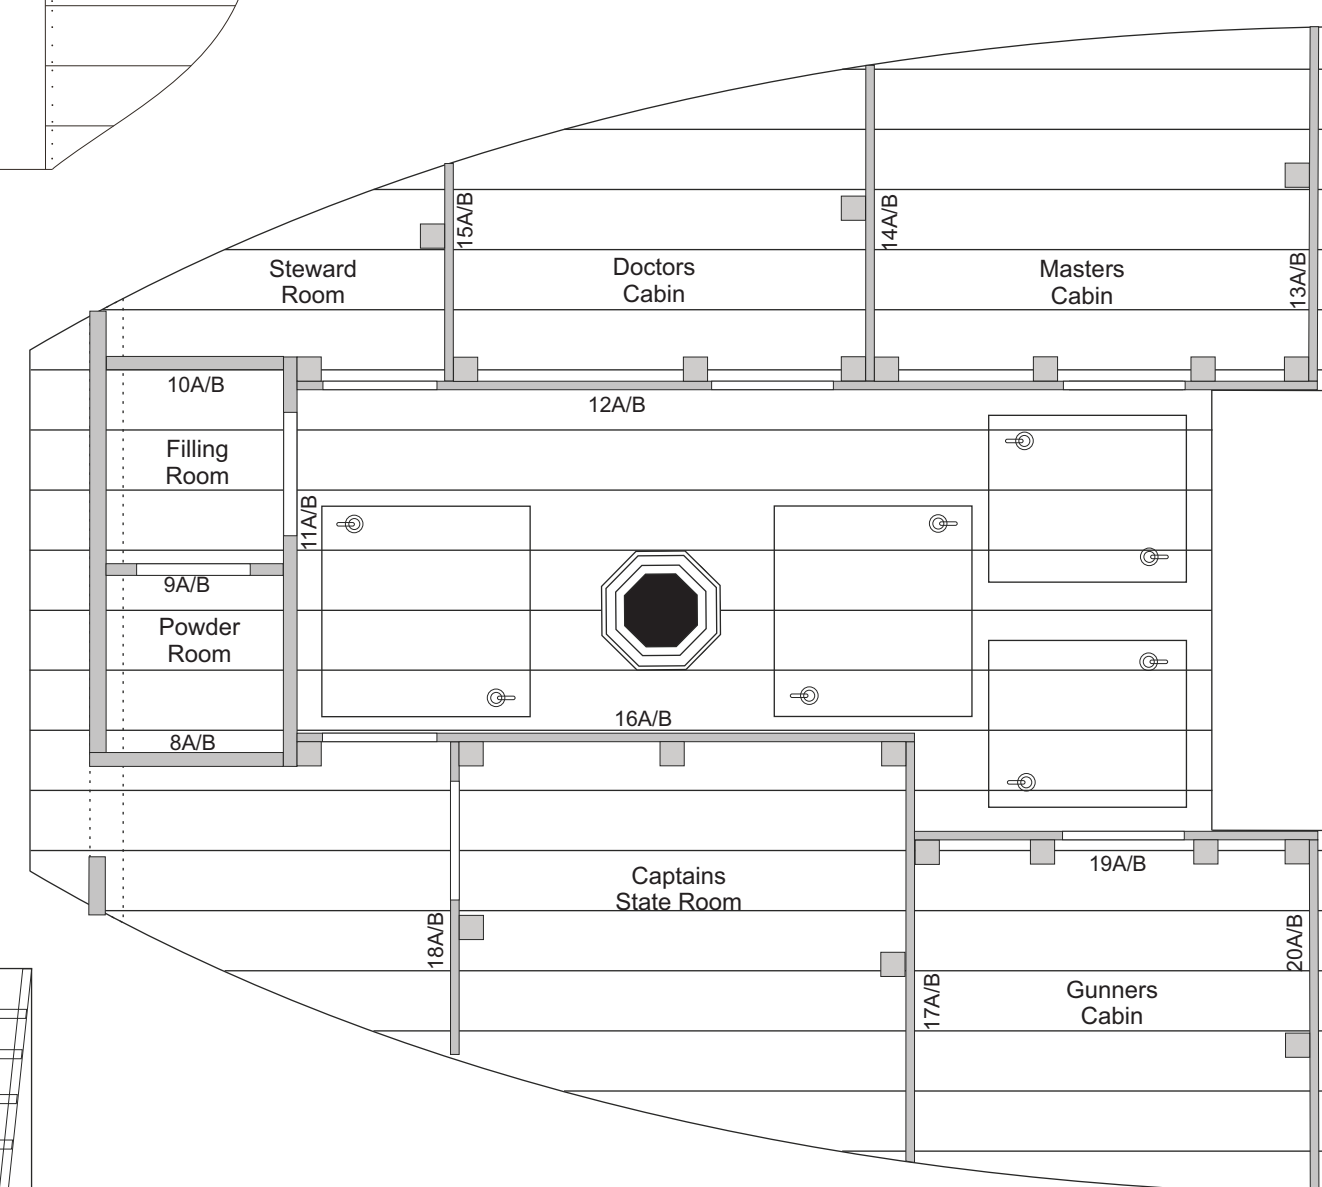 15A/B
14A/B
13A/B
Steward
Room
Doctors
Cabin
Masters
Cabin
10A/B
12A/B
Filling
Room
11A/B
9A/B
Powder
Room
8A/B
16A/B
19A/B
Captains
State Room
18A/B
17A/B
20A/B
Gunners
Cabin